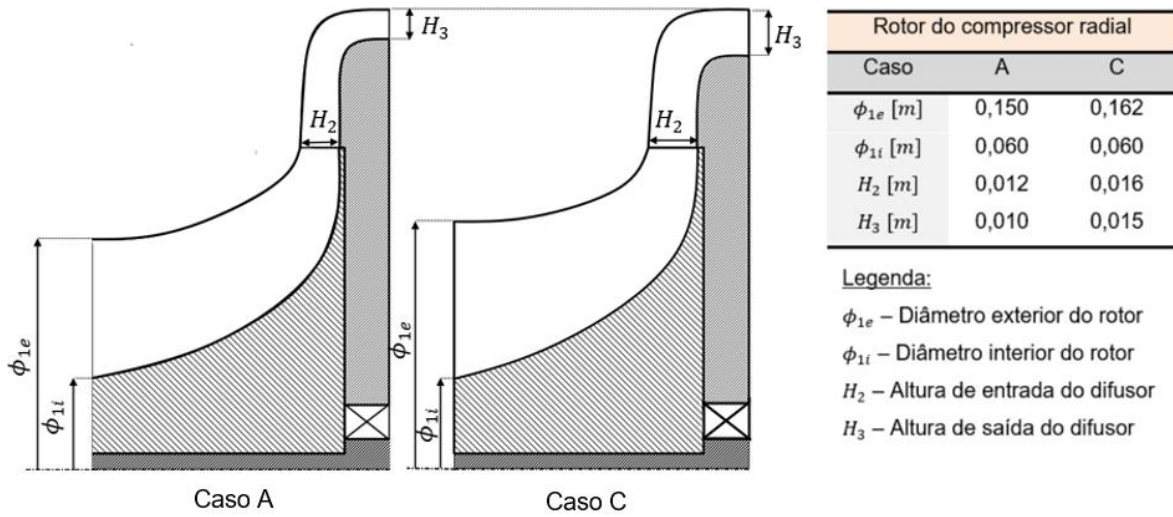 H₃
H₂
ϕ₁ₑ
ϕ₁ᵢ
Caso A
H₃
H₂
ϕ₁ₑ
ϕ₁ᵢ
Caso C
Rotor do compressor radial
Caso A C
ϕ₁ₑ [m] 0,150 0,162
ϕ₁ᵢ [m] 0,060 0,060
H₂ [m] 0,012 0,016
H₃ [m] 0,010 0,015
Legenda:
ϕ₁ₑ – Diâmetro exterior do rotor
ϕ₁ᵢ – Diâmetro interior do rotor
H₂ – Altura de entrada do difusor
H₃ – Altura de saída do difusor